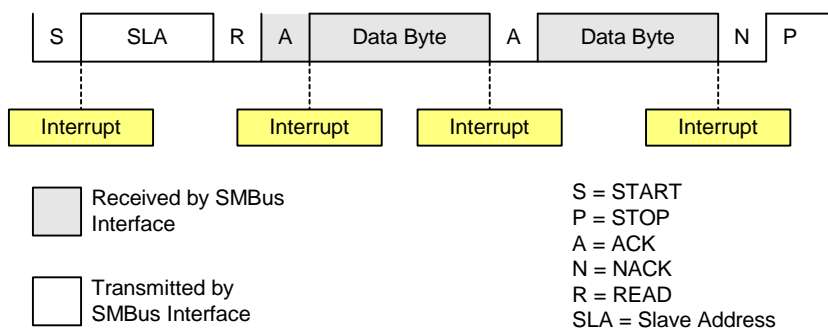 S SLA R A Data Byte A Data Byte N P
Interrupt Interrupt Interrupt Interrupt
Received by SMBus
Interface
Transmitted by
SMBus Interface
S = START
P = STOP
A = ACK
N = NACK
R = READ
SLA = Slave Address